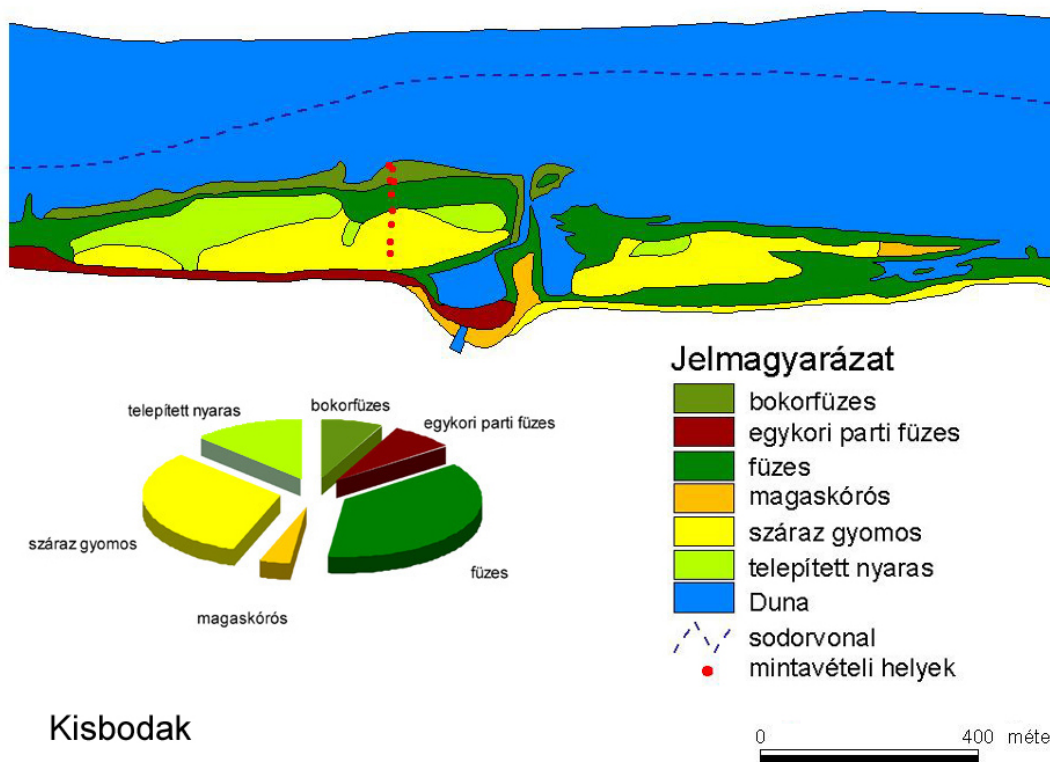 Jelmagyarázat
bokorfüzes
egykori parti füzes
füzes
magaskórós
száraz gyomos
telepített nyaras
Duna
sodorvonal
mintavételi helyek
telepített nyaras
bokorfüzes
egykori parti füzes
száraz gyomos
füzes
magaskórós
Kisbodak
0 400 méte